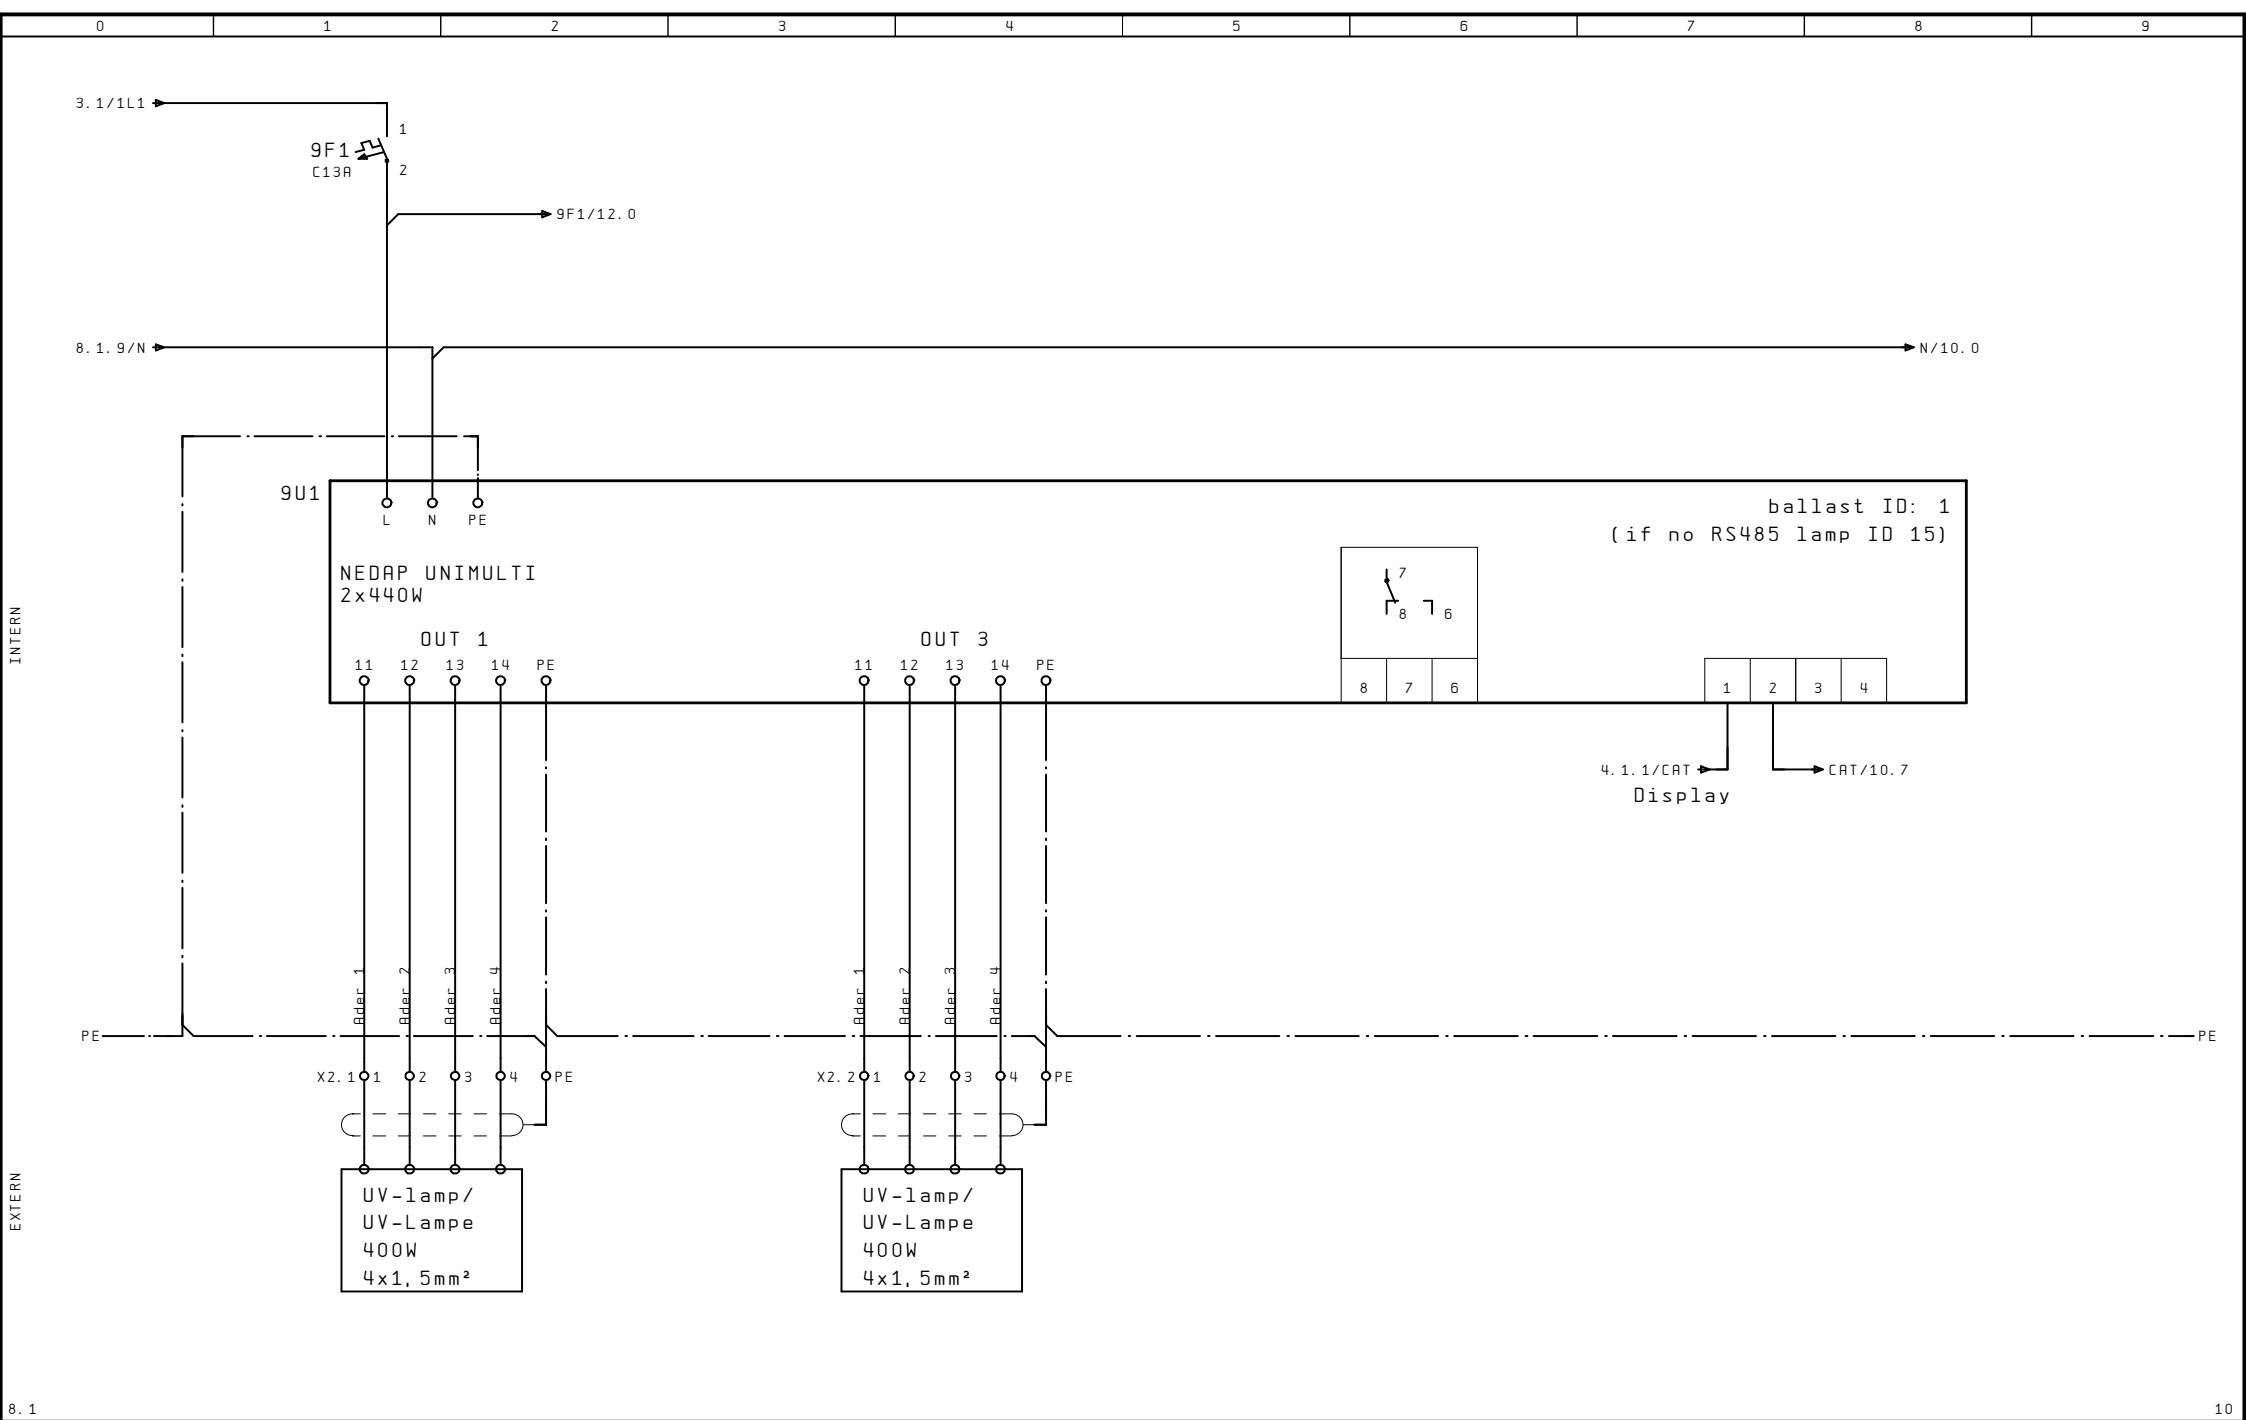 0 1 2 3 4 5 6 7 8 9
3.1/1L1
1
9F1
C13A
2
9F1/12.0
8.1.9/N
N/10.0
9U1
L N PE
ballast ID: 1
(if no RS485 lamp ID 15)
NEDAP UNIMULTI
2x440W
7
8 6
INTERN
OUT 1
OUT 3
11 12 13 14 PE
11 12 13 14 PE
8 7 6
1 2 3 4
4.1.1/CAT
CAT/10.7
Display
Ader 1
Ader 2
Ader 3
Ader 4
Ader 1
Ader 2
Ader 3
Ader 4
PE
PE
X2.1 1 2 3 4 PE
X2.2 1 2 3 4 PE
EXTERN
UV-lamp/
UV-Lampe
400W
4x1,5mm²
UV-lamp/
UV-Lampe
400W
4x1,5mm²
8.1
10